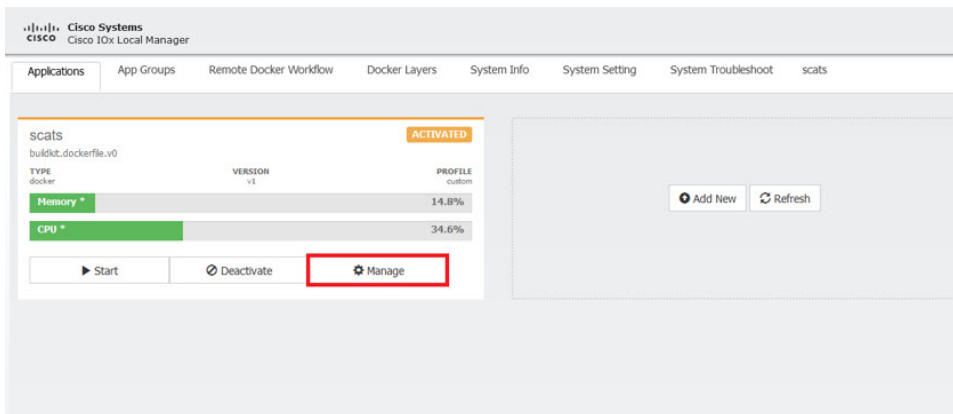 Cisco Systems
CISCO Cisco IOx Local Manager
Applications App Groups Remote Docker Workflow Docker Layers System Info System Setting System Troubleshoot scats
scats ACTIVATED
buildkit.dockerfile.v0
TYPE VERSION PROFILE
docker v1 custom
Memory * 14.8%
CPU * 34.6%
Start Deactivate Manage
Add New Refresh